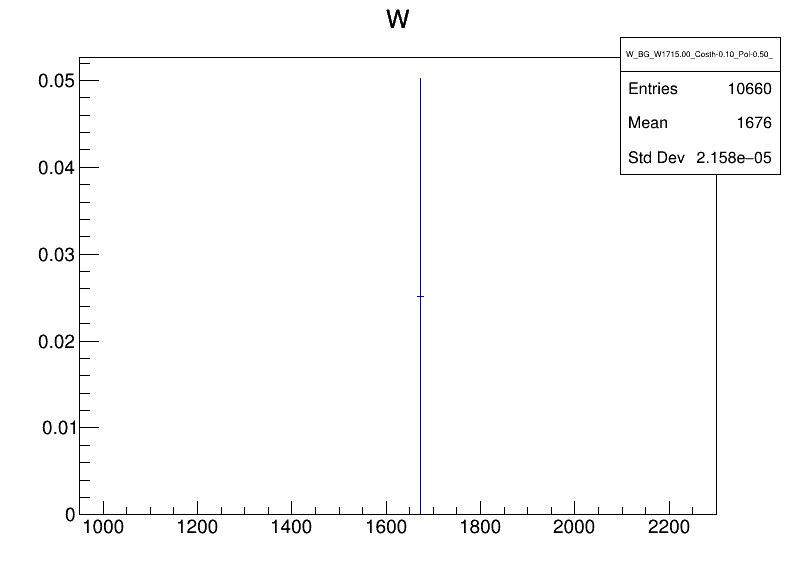 W
W_BG_W1715.00_Costh-0.10_Pol-0.50_
Entries 10660
Mean 1676
Std Dev 2.158e–05
0.05
0.04
0.03
0.02
0.01
0
1000 1200 1400 1600 1800 2000 2200